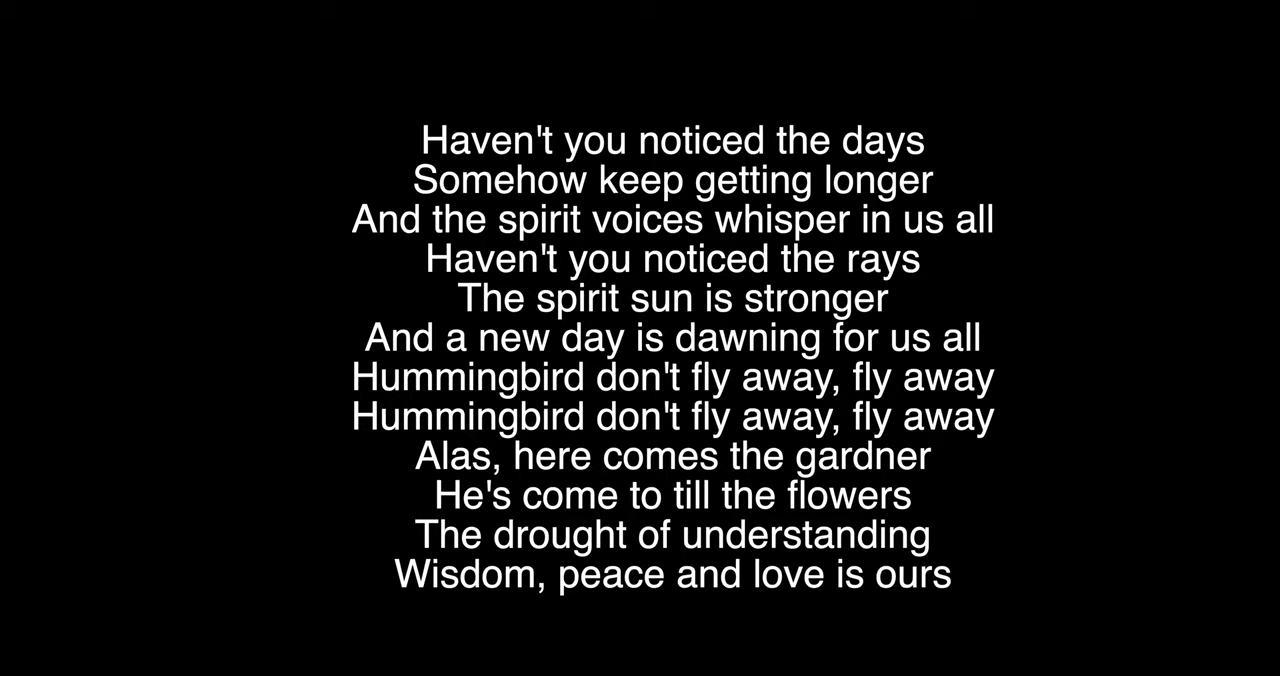 Haven't you noticed the days
Somehow keep getting longer
And the spirit voices whisper in us all
Haven't you noticed the rays
The spirit sun is stronger
And a new day is dawning for us all
Hummingbird don't fly away, fly away
Hummingbird don't fly away, fly away
Alas, here comes the gardner
He's come to till the flowers
The drought of understanding
Wisdom, peace and love is ours